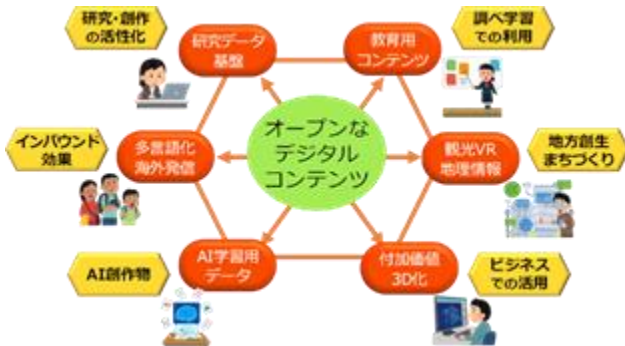 研究・創作
の活性化
研究データ
基盤
教育用
コンテンツ
調べ学習
での利用
インバウンド
効果
多言語化
海外発信
オープンな
デジタル
コンテンツ
観光VR
地理情報
地方創生
まちづくり
AI創作物
AI学習用
データ
付加価値
3D化
ビジネス
での活用